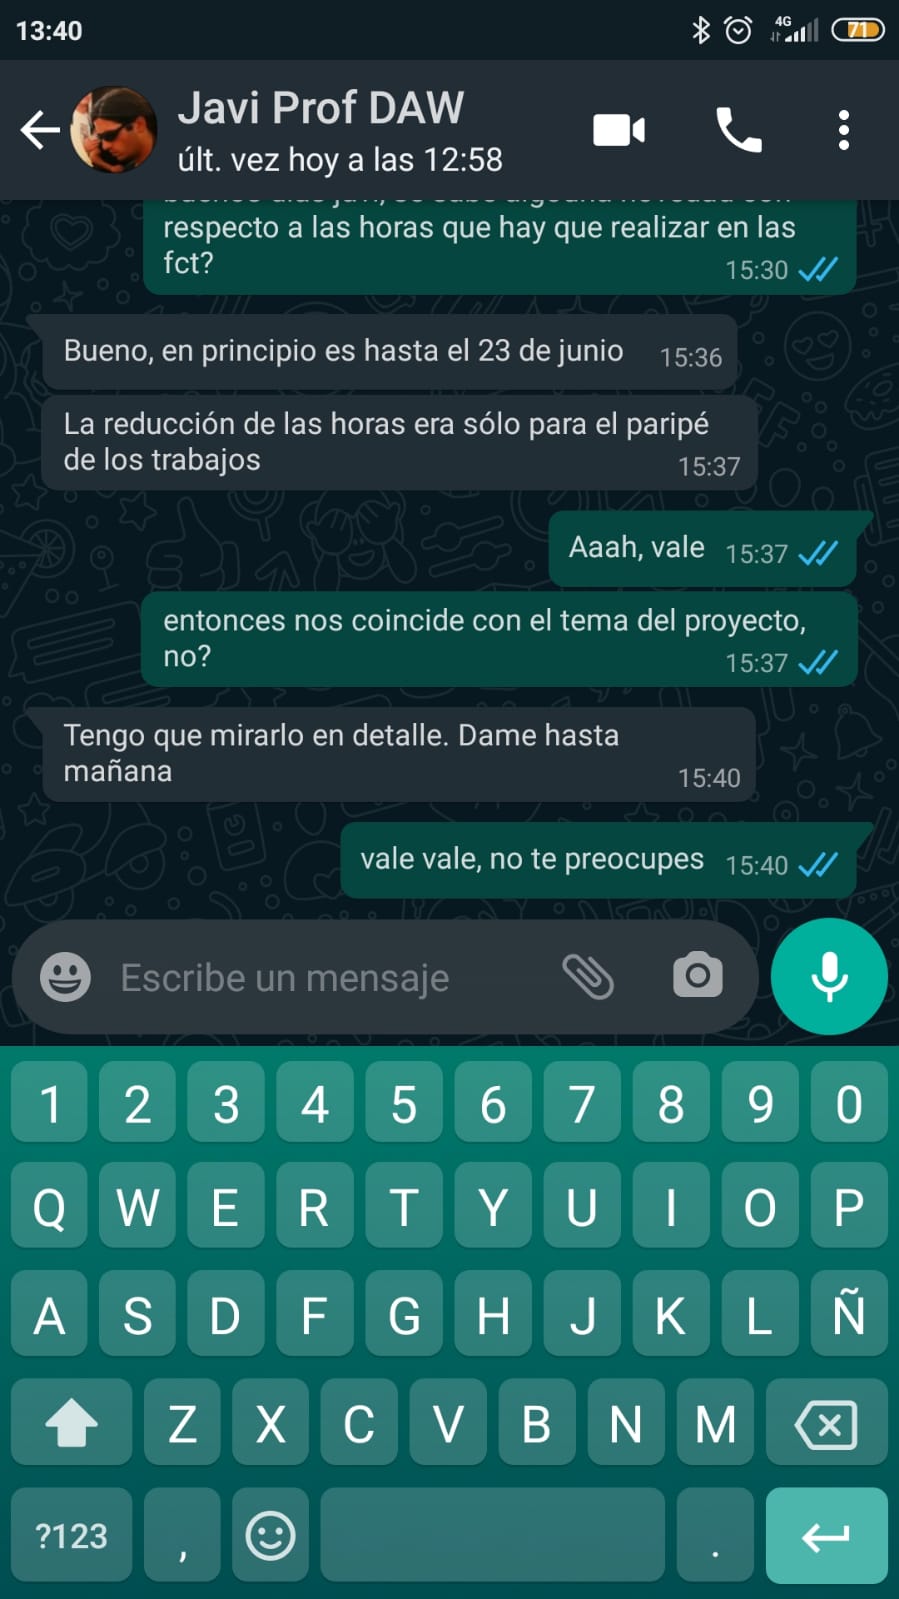 13:40
4G
71
Javi Prof DAW
últ. vez hoy a las 12:58
respecto a las horas que hay que realizar en las
fct?
15:30
Bueno, en principio es hasta el 23 de junio
15:36
La reducción de las horas era sólo para el paripé
de los trabajos
15:37
Aaah, vale
15:37
entonces nos coincide con el tema del proyecto,
no?
15:37
Tengo que mirarlo en detalle. Dame hasta
mañana
15:40
vale vale, no te preocupes
15:40
Escribe un mensaje
1 2 3 4 5 6 7 8 9 0
Q W E R T Y U I O P
A S D F G H J K L Ñ
Z X C V B N M
?123 , .